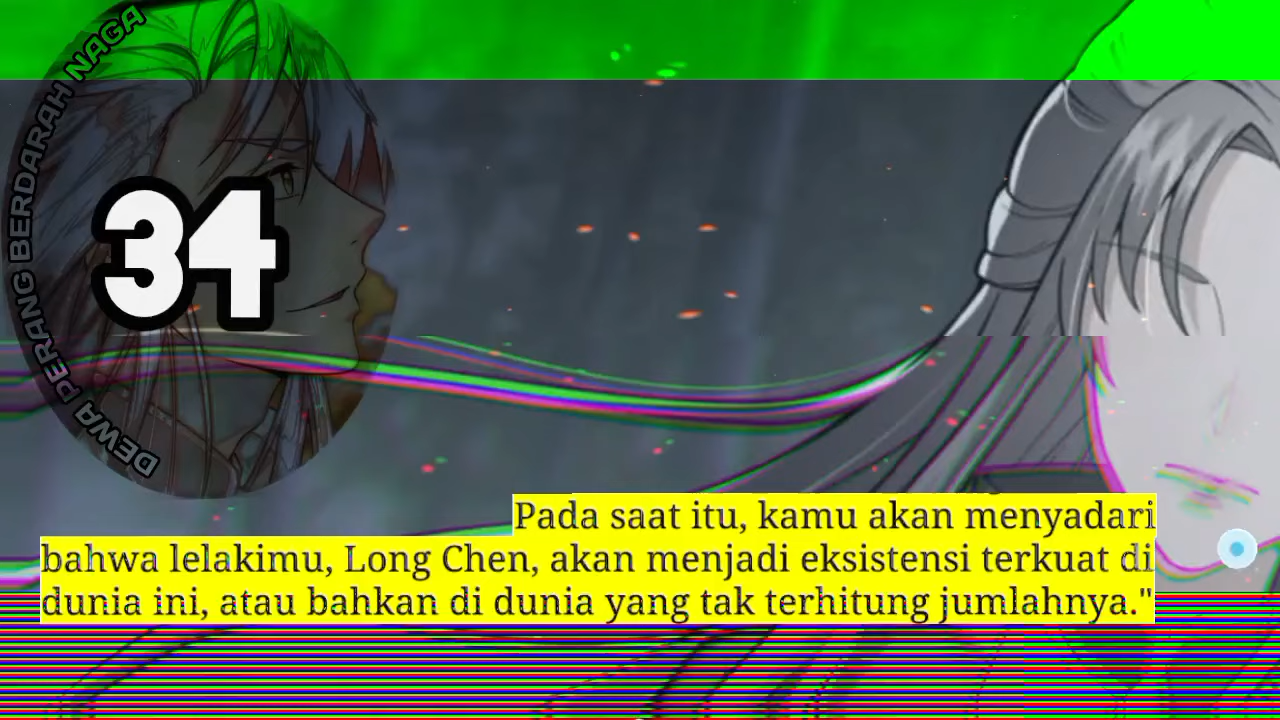 DEWA PERANG BERDARAH NAGA
34
Pada saat itu, kamu akan menyadari
bahwa lelakimu, Long Chen, akan menjadi eksistensi terkuat di
dunia ini, atau bahkan di dunia yang tak terhitung jumlahnya."